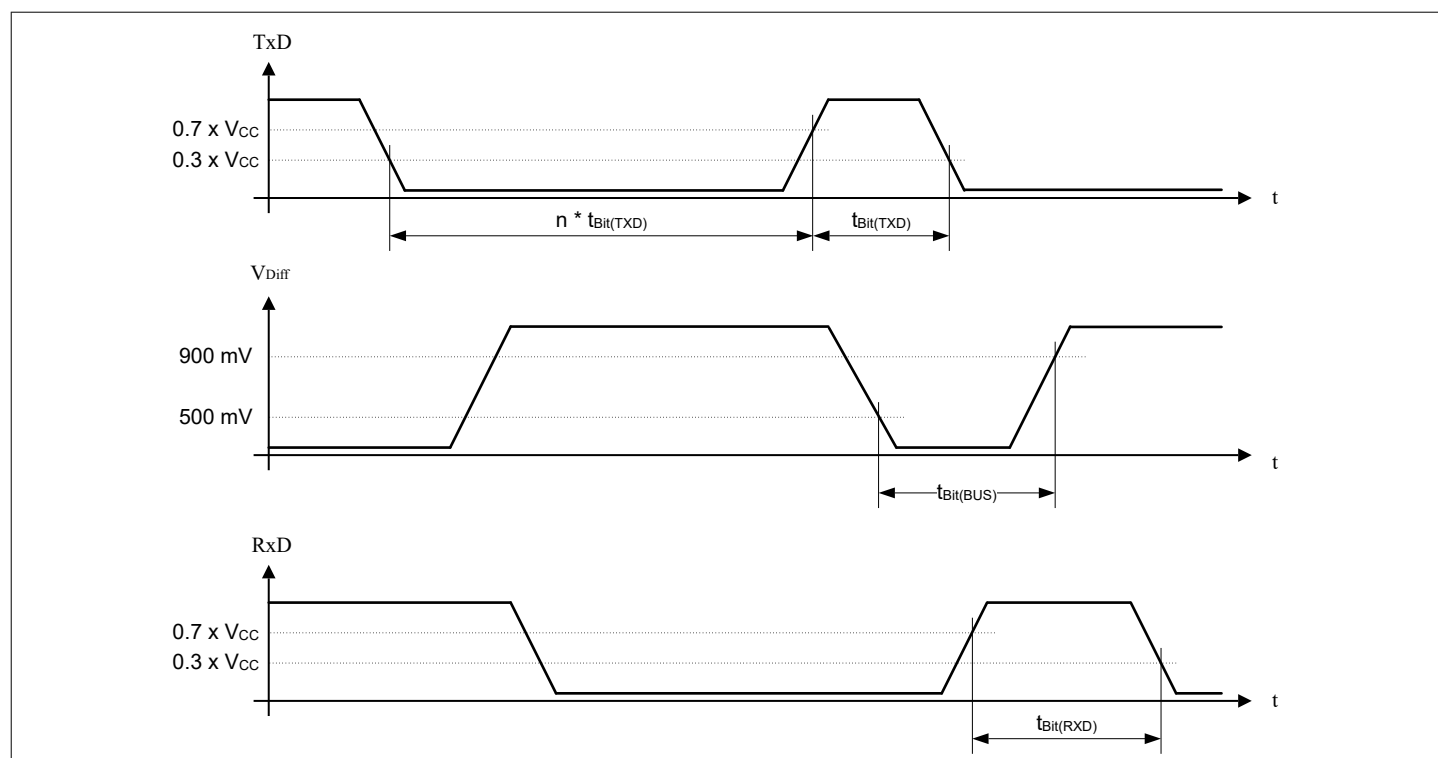 TxD
0.7 x VCC
0.3 x VCC
t
n * tBit(TXD)
tBit(TXD)
VDiff
900 mV
500 mV
t
tBit(BUS)
RxD
0.7 x VCC
0.3 x VCC
t
tBit(RXD)